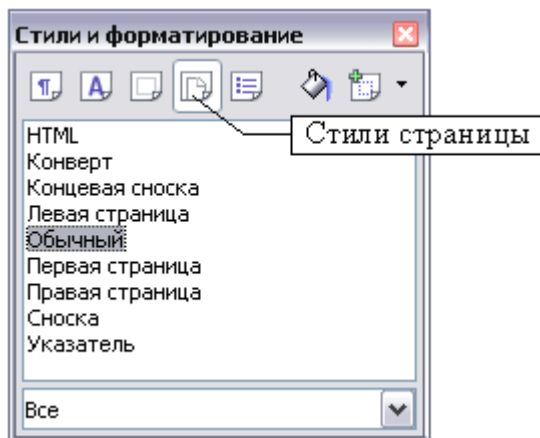 Стили и форматирование
Стили страницы
HTML
Конверт
Концевая сноска
Левая страница
Обычный
Первая страница
Правая страница
Сноска
Указатель
Все